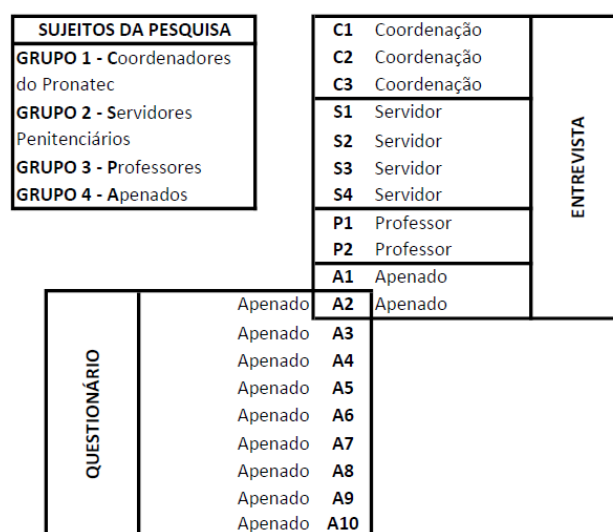 SUJEITOS DA PESQUISA
GRUPO 1 - Coordenadores
do Pronatec
GRUPO 2 - Servidores
Penitenciários
GRUPO 3 - Professores
GRUPO 4 - Apenados
C1 Coordenação
C2 Coordenação
C3 Coordenação
S1 Servidor
S2 Servidor
S3 Servidor
S4 Servidor
P1 Professor
P2 Professor
A1 Apenado
ENTREVISTA
Apenado A2 Apenado
Apenado A3
Apenado A4
Apenado A5
Apenado A6
Apenado A7
Apenado A8
Apenado A9
Apenado A10
QUESTIONÁRIO